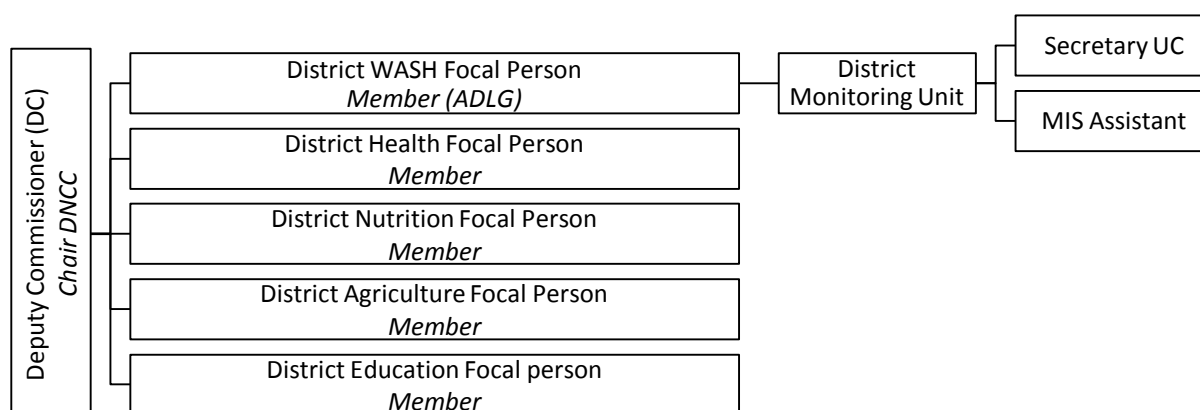 Deputy Commissioner (DC)
Chair DNCC
District WASH Focal Person
Member (ADLG)
District Health Focal Person
Member
District Nutrition Focal Person
Member
District Agriculture Focal Person
Member
District Education Focal person
Member
District
Monitoring Unit
Secretary UC
MIS Assistant